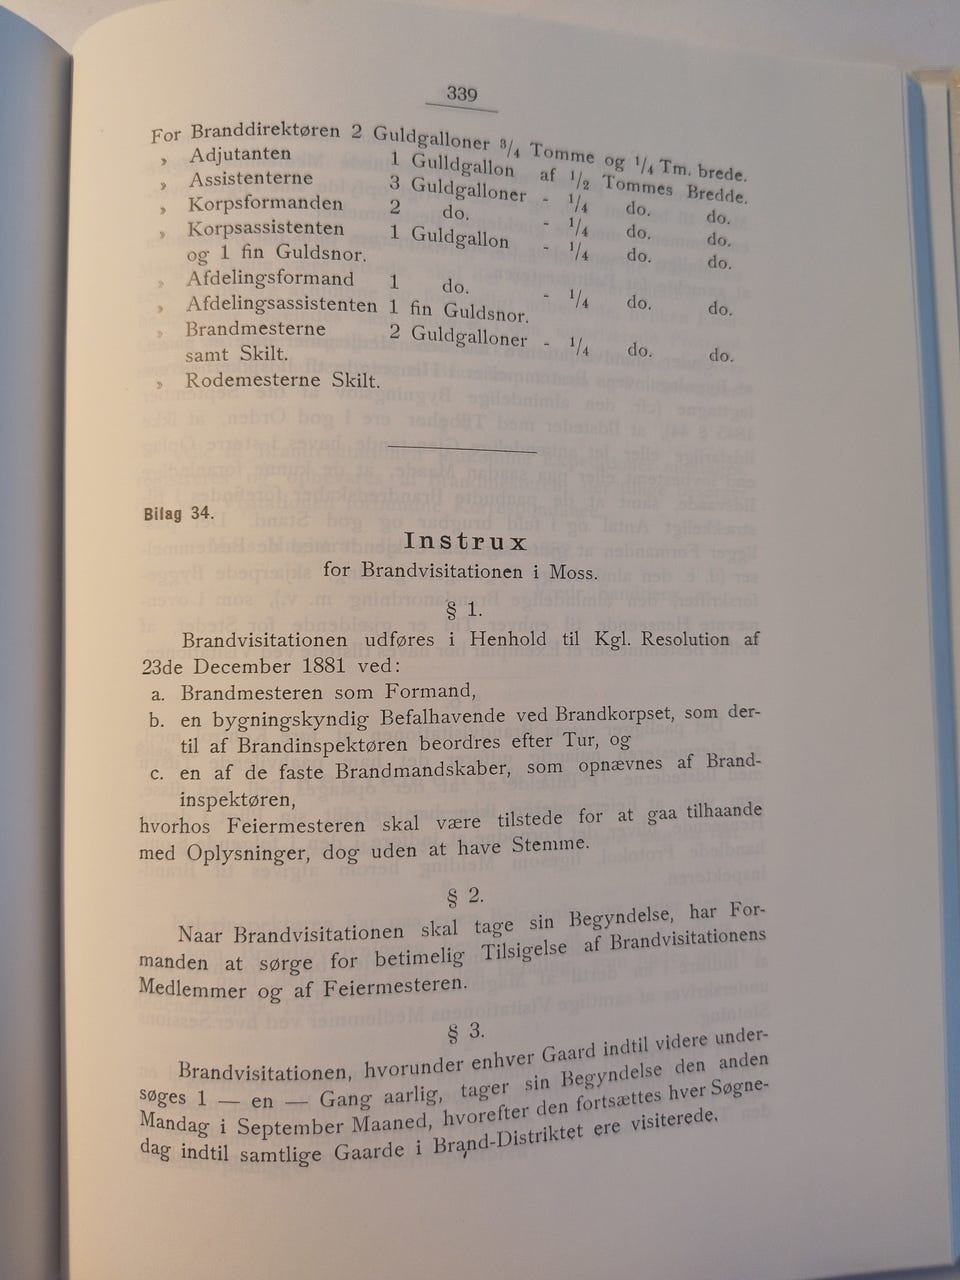 339
For Branddirektøren 2 Guldgalloner 3/4 Tomme og 1/4 Tm. brede.
„ Adjutanten 1 Gulldgallon af 1/2 Tommes Bredde.
„ Assistenterne 3 Guldgalloner - 1/4 do. do.
„ Korpsformanden 2 do. - 1/4 do. do.
„ Korpsassistenten 1 Guldgallon - 1/4 do. do.
og 1 fin Guldsnor.
„ Afdelingsformand 1 do. - 1/4 do. do.
„ Afdelingsassistenten 1 fin Guldsnor.
„ Brandmesterne 2 Guldgalloner - 1/4 do. do.
samt Skilt.
„ Rodemesterne Skilt.
Bilag 34.
Instrux
for Brandvisitationen i Moss.
§ 1.
Brandvisitationen udføres i Henhold til Kgl. Resolution af
23de December 1881 ved:
a. Brandmesteren som Formand,
b. en bygningskyndig Befalhavende ved Brandkorpset, som der-
til af Brandinspektøren beordres efter Tur, og
c. en af de faste Brandmandskaber, som opnævnes af Brand-
inspektøren,
hvorhos Feiermesteren skal være tilstede for at gaa tilhaande
med Oplysninger, dog uden at have Stemme.
§ 2.
Naar Brandvisitationen skal tage sin Begyndelse, har For-
manden at sørge for betimelig Tilsigelse af Brandvisitationens
Medlemmer og af Feiermesteren.
§ 3.
Brandvisitationen, hvorunder enhver Gaard indtil videre under-
søges 1 — en — Gang aarlig, tager sin Begyndelse den anden
Mandag i September Maaned, hvorefter den fortsættes hver Søgne-
dag indtil samtlige Gaarde i Brand-Distriktet ere visiterede.